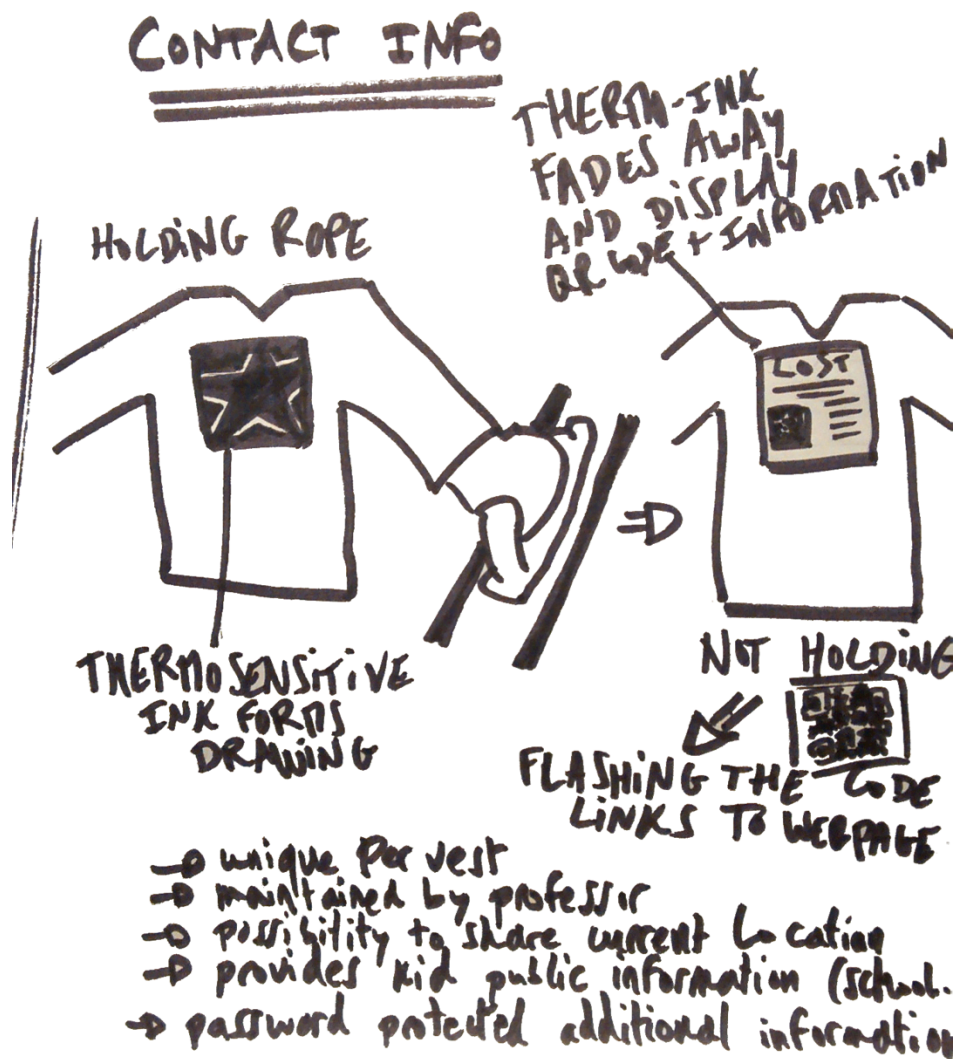 CONTACT INFO
THERM-INK
FADES AWAY
AND DISPLAY
QR CODE + INFORMATION
HOLDING ROPE
LOST
THERMOSENSITIVE
INK FORMS
DRAWING
NOT HOLDING
FLASHING THE CODE
LINKS TO WEBPAGE
→ unique per vest
→ maintained by professor
→ possibility to share current location
→ provides kid public information (school.
→ password protected additional information